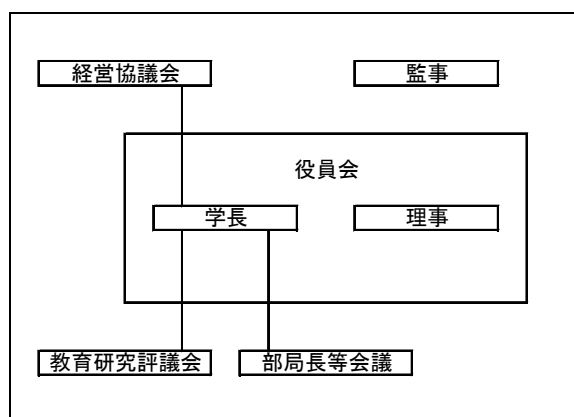 経営協議会
監事
役員会
学長
理事
教育研究評議会
部局長等会議